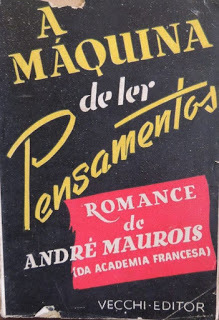 A
MÁQUINA
de ler
Pensamentos
ROMANCE
de
ANDRÉ MAUROIS
(DA ACADEMIA FRANCESA)
VECCHI-EDITOR